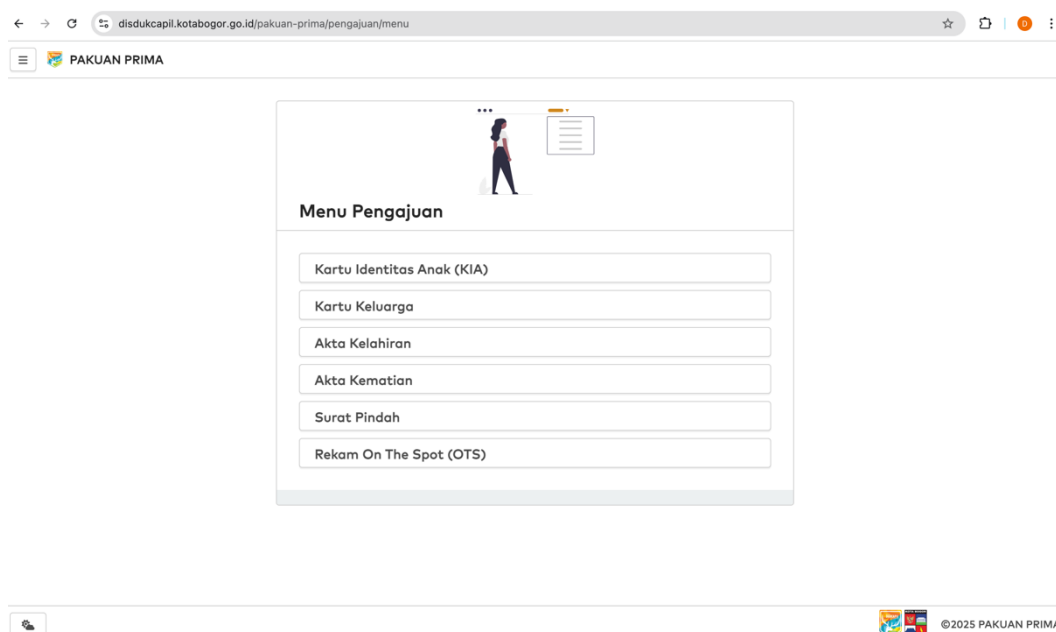 disdukcapil.kotabogor.go.id/pakuan-prima/pengajuan/menu
D
PAKUAN PRIMA
Menu Pengajuan
Kartu Identitas Anak (KIA)
Kartu Keluarga
Akta Kelahiran
Akta Kematian
Surat Pindah
Rekam On The Spot (OTS)
©2025 PAKUAN PRIMA